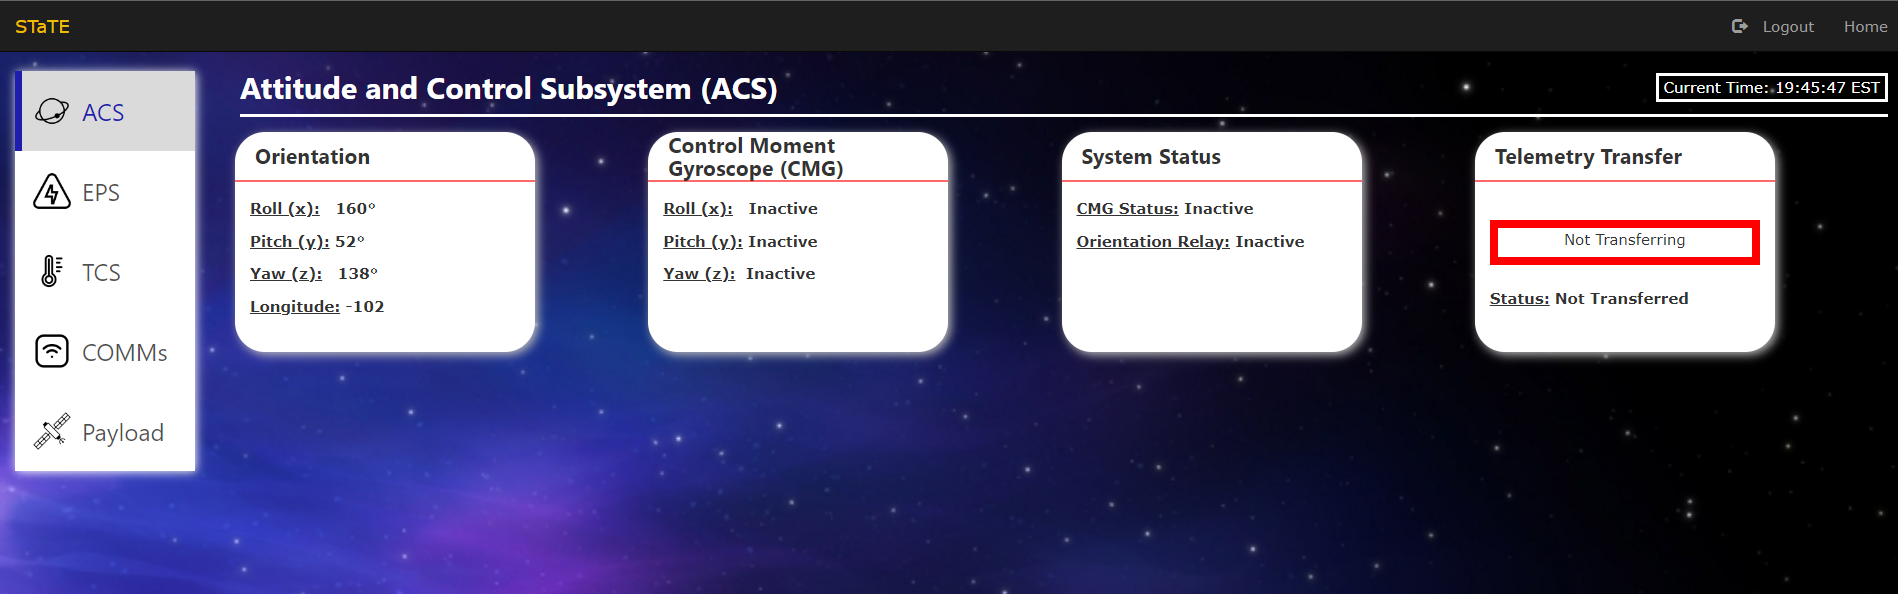 STaTE
Logout
Home
ACS
EPS
TCS
COMMs
Payload
Attitude and Control Subsystem (ACS)
Current Time: 19:45:47 EST
Orientation
Roll (x): 160°
Pitch (y): 52°
Yaw (z): 138°
Longitude: -102
Control Moment
Gyroscope (CMG)
Roll (x): Inactive
Pitch (y): Inactive
Yaw (z): Inactive
System Status
CMG Status: Inactive
Orientation Relay: Inactive
Telemetry Transfer
Not Transferring
Status: Not Transferred